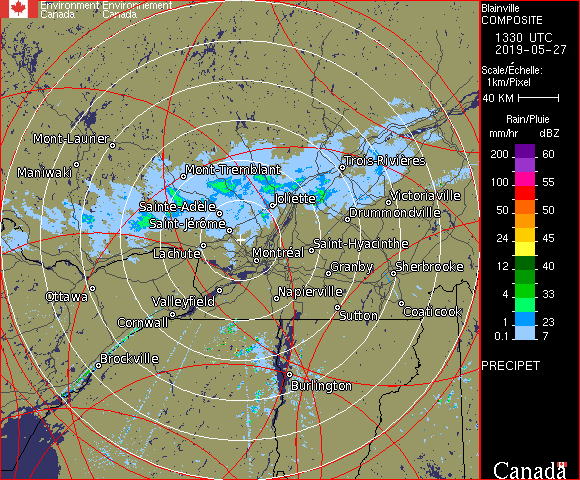 Environment Environnement
Canada Canada
Blainville
COMPOSITE
1330 UTC
2019-05-27
Scale/Échelle:
1km/Pixel
40 KM
Rain/Pluie
mm/hr dBZ
200 60
150 57
100 55
50 50
24 45
12 40
4 33
1 23
0.1 7
PRECIPET
Canada
Mont-Laurier
Maniwaki
Mont-Tremblant
Trois-Rivières
Sainte-Adèle
Joliette
Victoriaville
Drummondville
Saint-Jérôme
Lachute
Montréal
Saint-Hyacinthe
Granby
Sherbrooke
Ottawa
Valleyfield
Napierville
Coaticook
Cornwall
Sutton
Brockville
Burlington